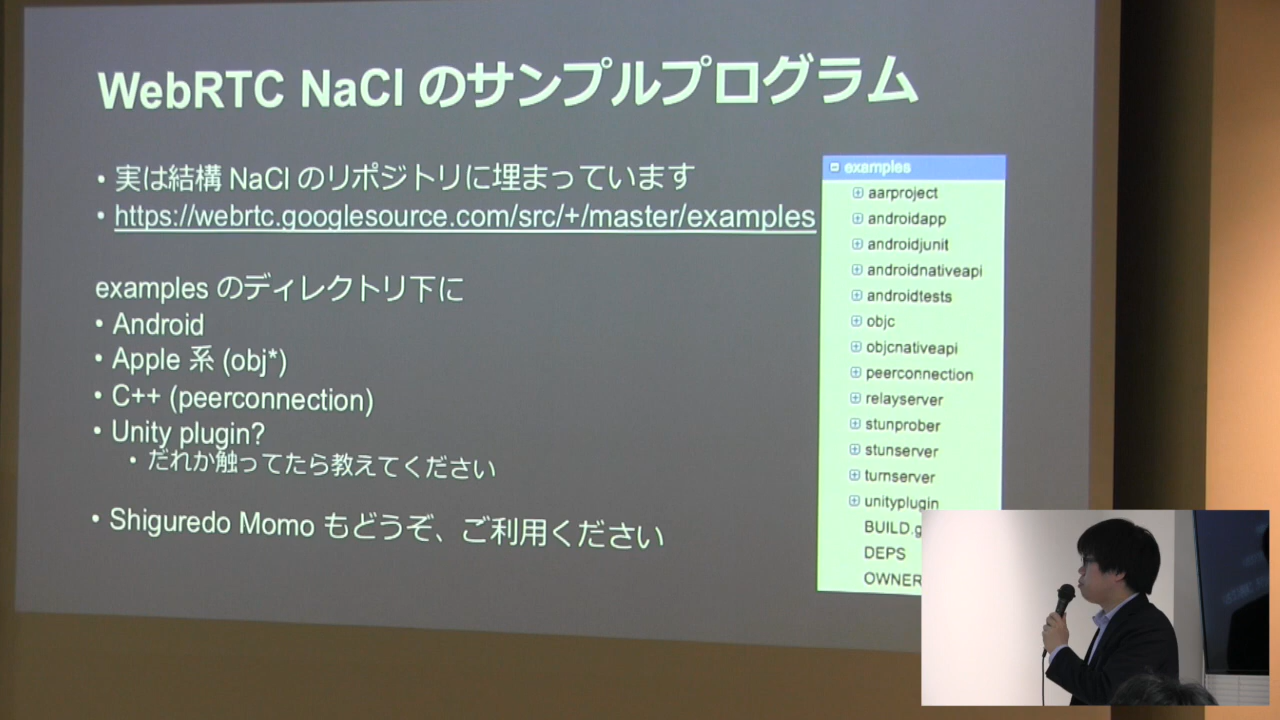 WebRTC NaCl のサンプルプログラム
• 実は結構 NaCl のリポジトリに埋まっています
• https://webrtc.googlesource.com/src/+/master/examples
examples のディレクトリ下に
• Android
• Apple 系 (obj*)
• C++ (peerconnection)
• Unity plugin?
• だれか触ってたら教えてください
• Shiguredo Momo もどうぞ、ご利用ください
examples
aarproject
androidapp
androidjunit
androidnativeapi
androidtests
objc
objcnativeapi
peerconnection
relayserver
stunprober
stunserver
turnserver
unityplugin
BUILD.g
DEPS
OWNER